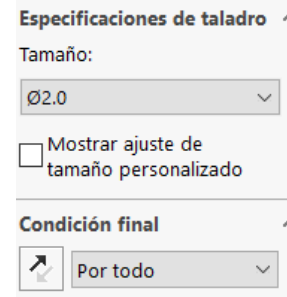 Especificaciones de taladro
Tamaño:
Ø2.0
Mostrar ajuste de
tamaño personalizado
Condición final
Por todo